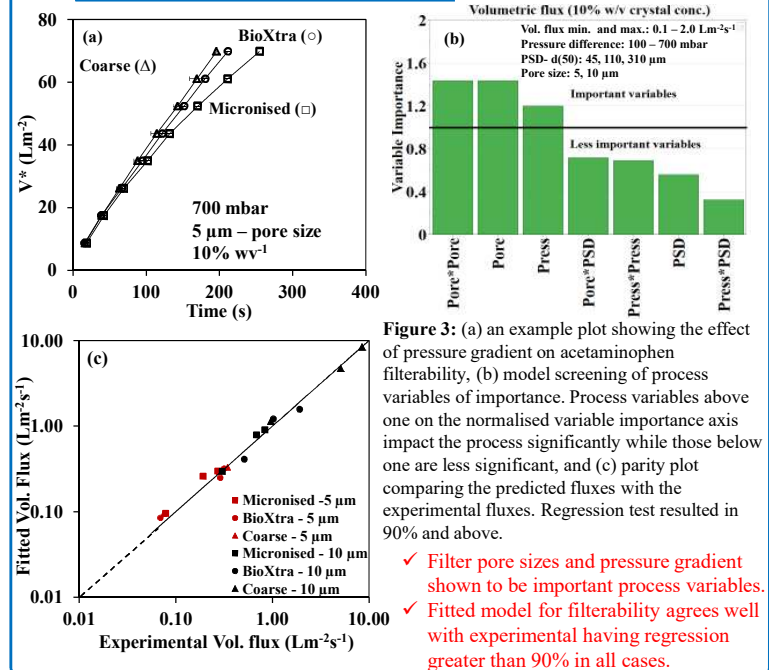 (a)
BioXtra (○)
Coarse (Δ)
Micronised (□)
700 mbar
5 µm – pore size
10% wv-1
V* (Lm-2)
80
60
40
20
0
0 100 200 300 400
Time (s)
Volumetric flux (10% w/v crystal conc.)
(b)
Vol. flux min. and max.: 0.1 – 2.0 Lm-2s-1
Pressure difference: 100 – 700 mbar
PSD- d(50): 45, 110, 310 µm
Pore size: 5, 10 µm
Important variables
Less important variables
Variable Importance
2
1.6
1.2
0.8
0.4
0
Pore*Pore
Pore
Press
Pore*PSD
Press*Press
PSD
Press*PSD
(c)
Fitted Vol. Flux (Lm-2s-1)
10.00
1.00
0.10
0.01
Micronised -5 µm
BioXtra - 5 µm
Coarse - 5 µm
Micronised - 10 µm
BioXtra - 10 µm
Coarse - 10 µm
0.01 0.10 1.00 10.00
Experimental Vol. flux (Lm-2s-1)
Figure 3: (a) an example plot showing the effect
of pressure gradient on acetaminophen
filterability, (b) model screening of process
variables of importance. Process variables above
one on the normalised variable importance axis
impact the process significantly while those below
one are less significant, and (c) parity plot
comparing the predicted fluxes with the
experimental fluxes. Regression test resulted in
90% and above.
✓ Filter pore sizes and pressure gradient
shown to be important process variables.
✓ Fitted model for filterability agrees well
with experimental having regression
greater than 90% in all cases.